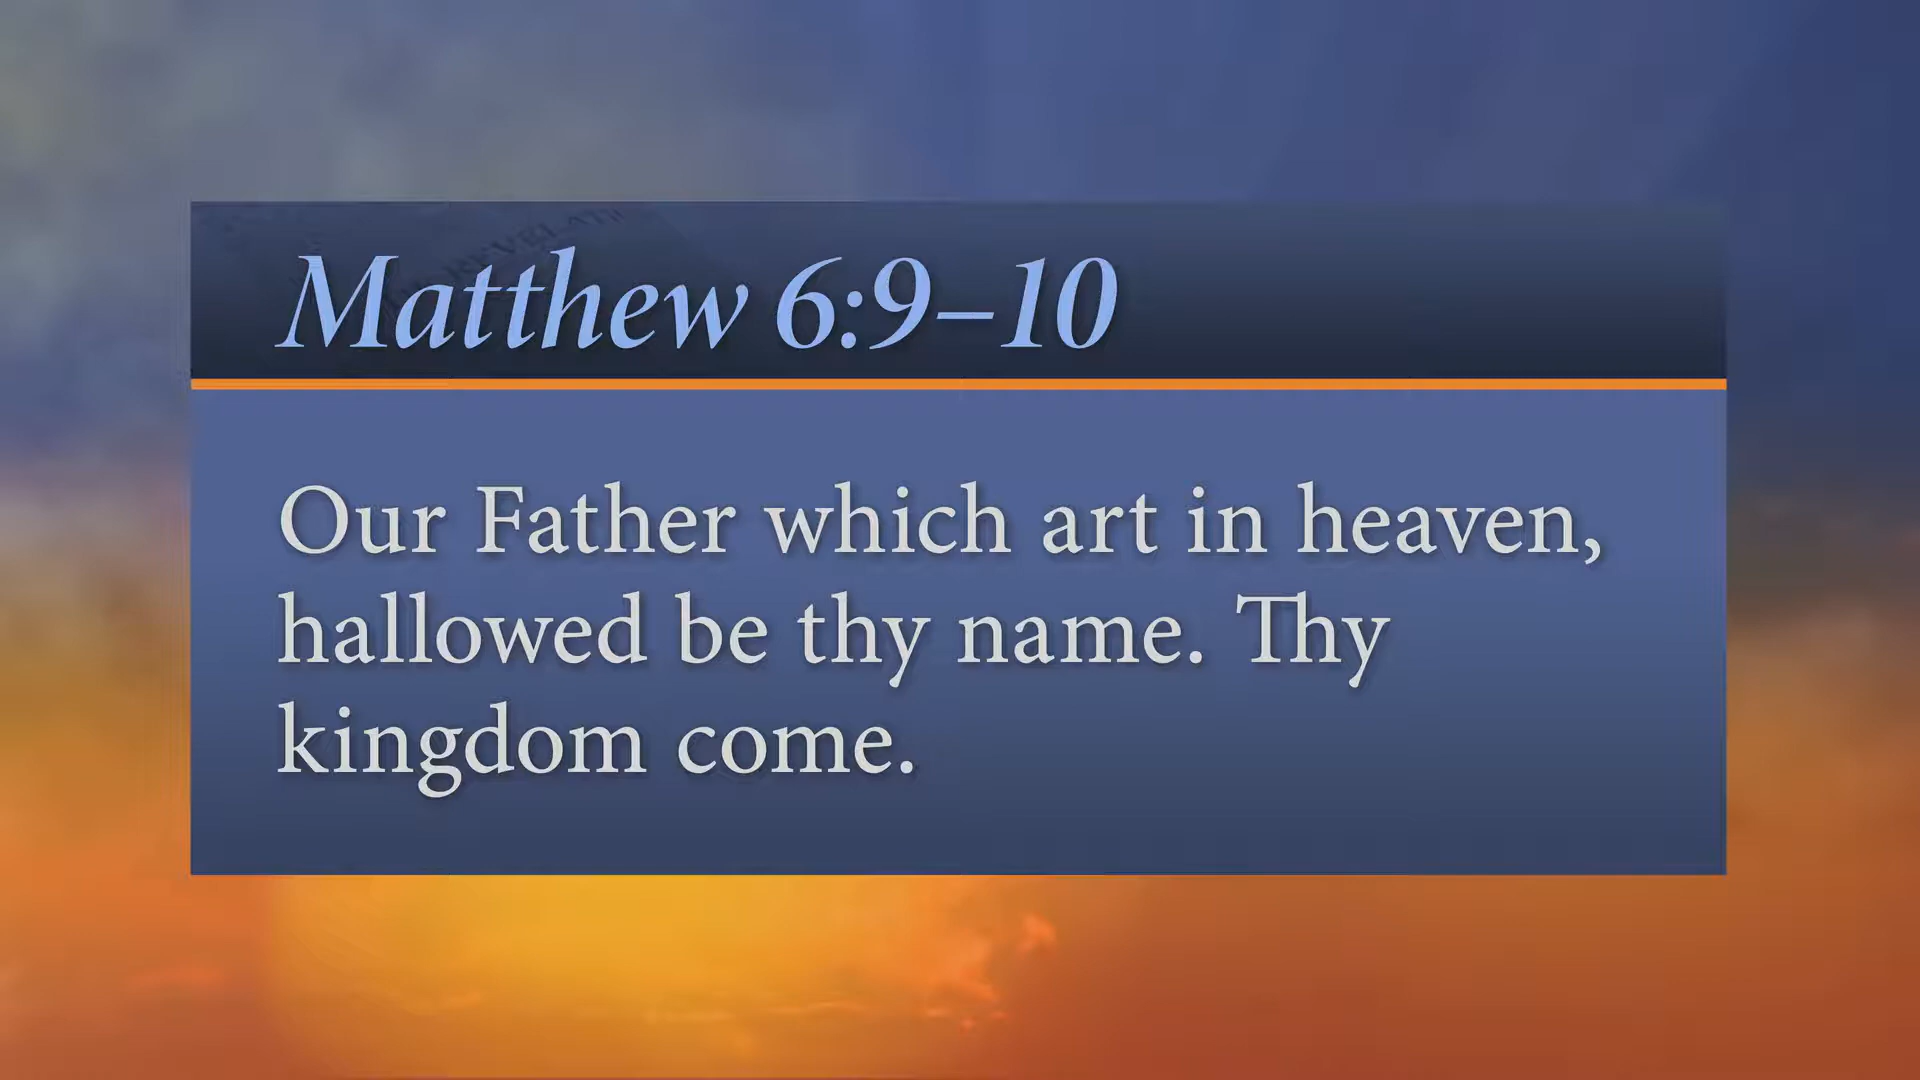 Matthew 6:9–10
Our Father which art in heaven,
hallowed be thy name. Thy
kingdom come.